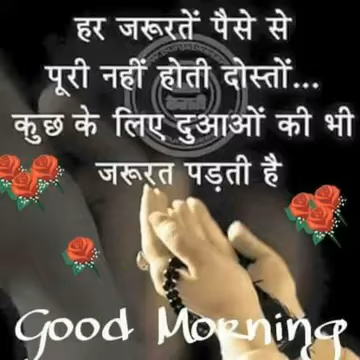 हर जरूरतें पैसे से
पूरी नहीं होती दोस्तों...
कुछ के लिए दुआओं की भी
जरूरत पड़ती है
Good Morning